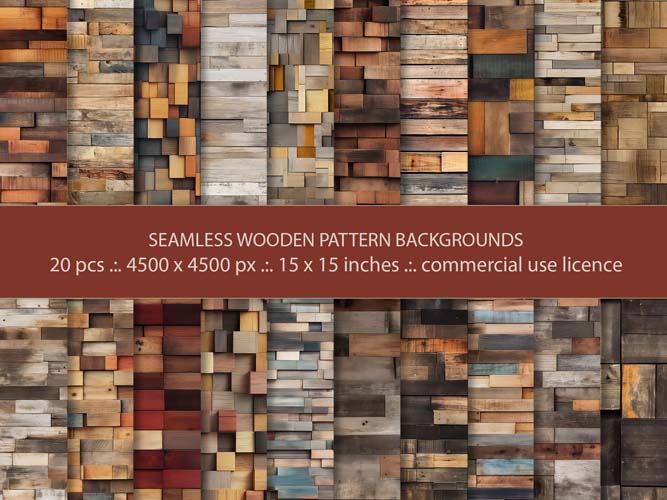 SEAMLESS WOODEN PATTERN BACKGROUNDS
20 pcs .:. 4500 x 4500 px .:. 15 x 15 inches .:. commercial use licence